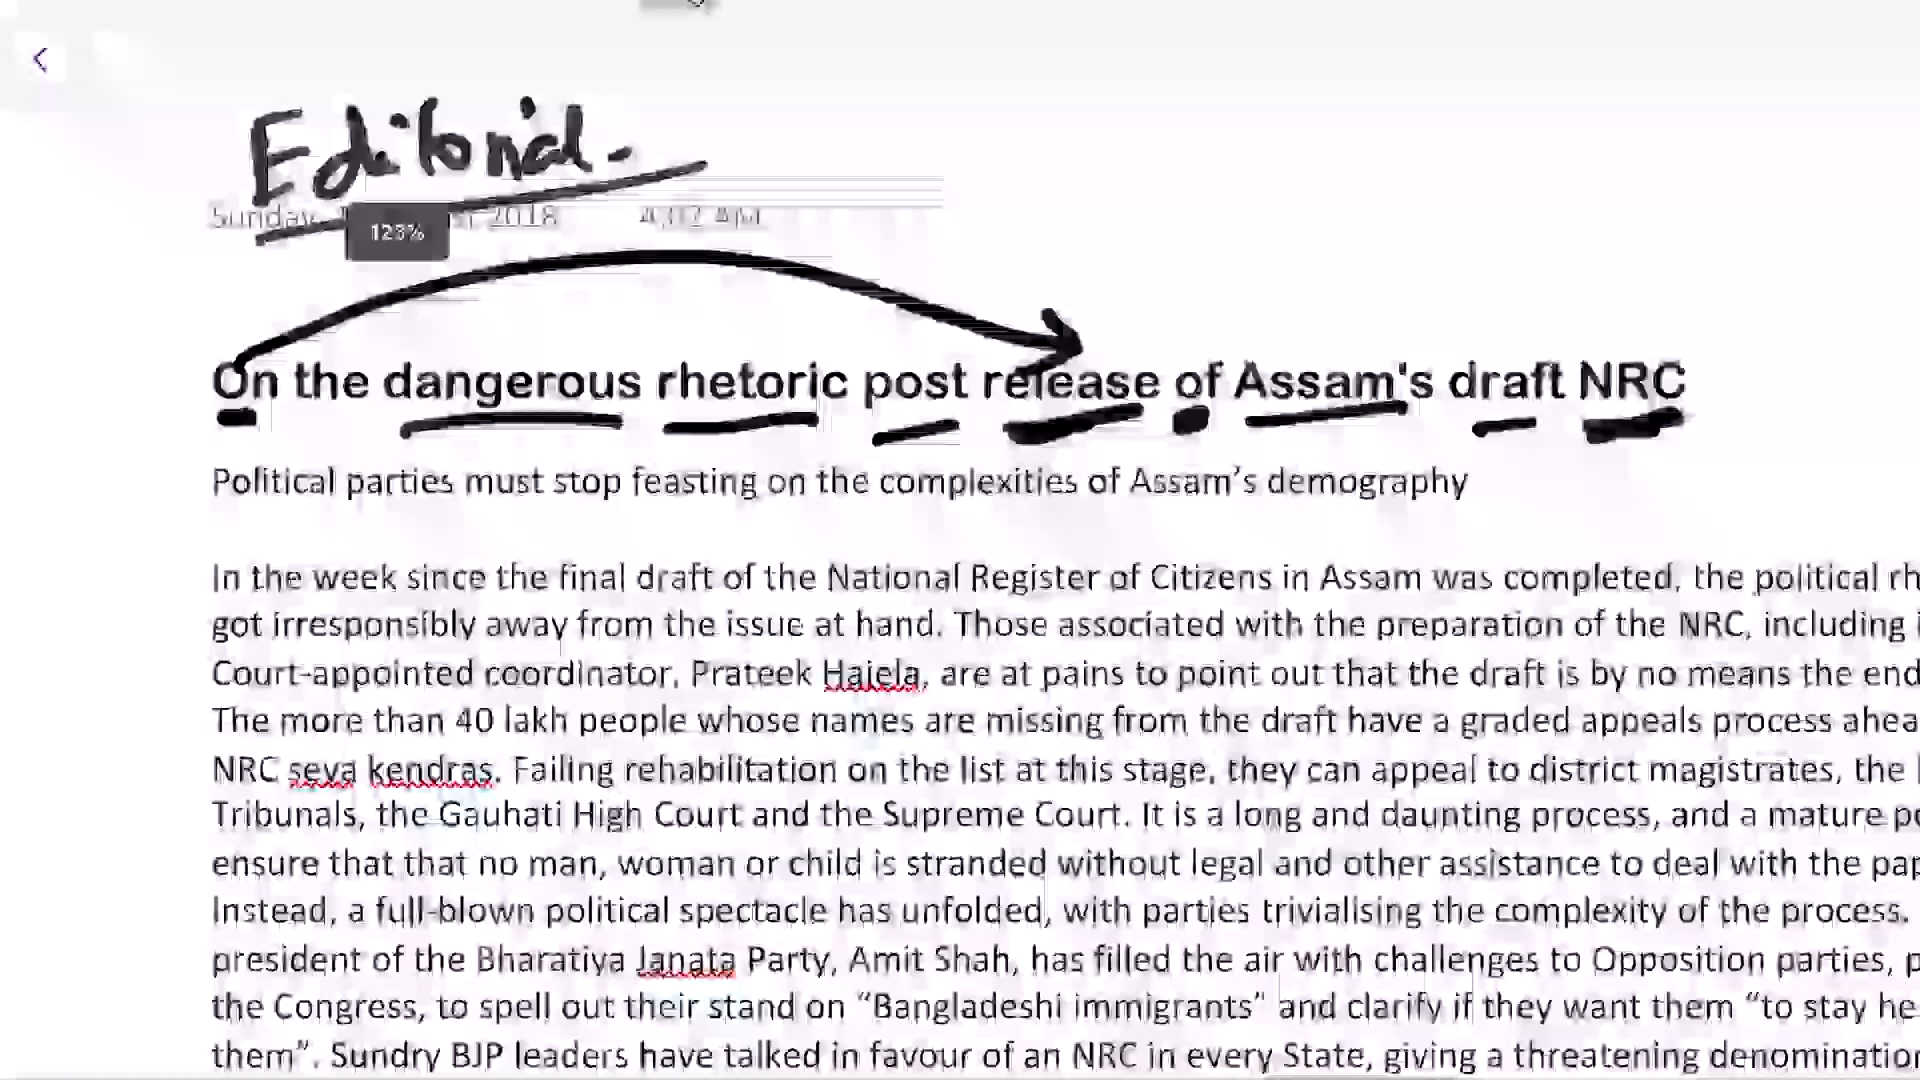 Editorial.
Sunday, 2018 4:02 AM
123%
On the dangerous rhetoric post release of Assam's draft NRC
Political parties must stop feasting on the complexities of Assam’s demography
In the week since the final draft of the National Register of Citizens in Assam was completed, the political rh
got irresponsibly away from the issue at hand. Those associated with the preparation of the NRC, including i
Court-appointed coordinator, Prateek Hajela, are at pains to point out that the draft is by no means the end
The more than 40 lakh people whose names are missing from the draft have a graded appeals process ahea
NRC seva kendras. Failing rehabilitation on the list at this stage, they can appeal to district magistrates, the
Tribunals, the Gauhati High Court and the Supreme Court. It is a long and daunting process, and a mature po
ensure that that no man, woman or child is stranded without legal and other assistance to deal with the pap
Instead, a full-blown political spectacle has unfolded, with parties trivialising the complexity of the process.
president of the Bharatiya Janata Party, Amit Shah, has filled the air with challenges to Opposition parties, p
the Congress, to spell out their stand on “Bangladeshi immigrants” and clarify if they want them “to stay he
them”. Sundry BJP leaders have talked in favour of an NRC in every State, giving a threatening denomination